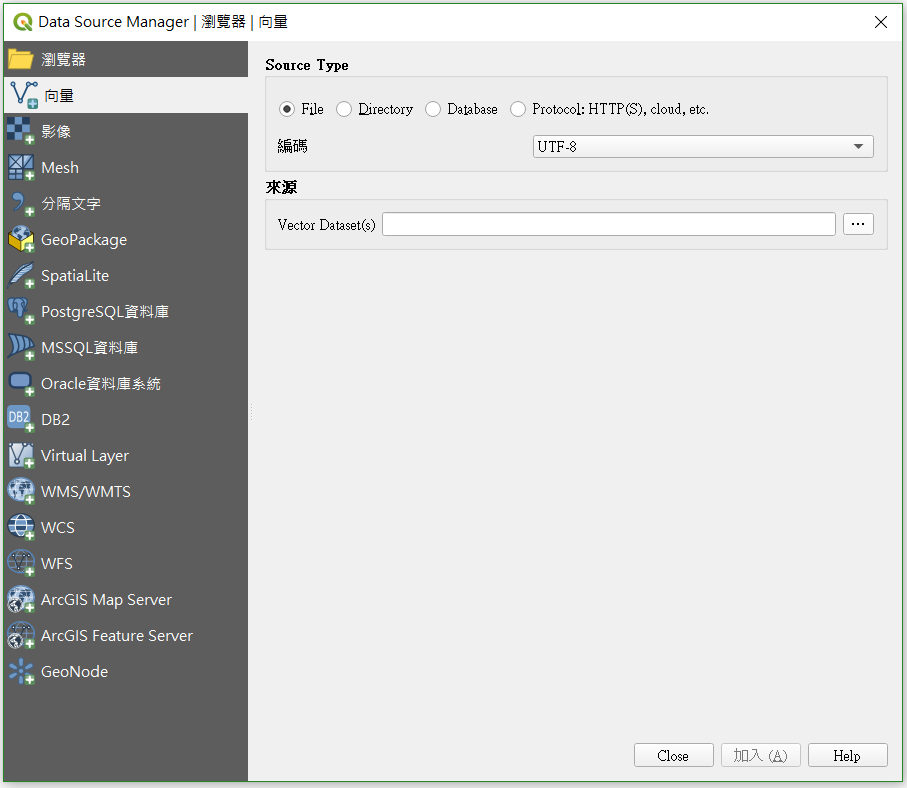 Data Source Manager | 瀏覽器 | 向量
瀏覽器
向量
影像
Mesh
分隔文字
GeoPackage
SpatiaLite
PostgreSQL資料庫
MSSQL資料庫
Oracle資料庫系統
DB2
DB2
Virtual Layer
WMS/WMTS
WCS
WFS
ArcGIS Map Server
ArcGIS Feature Server
GeoNode
Source Type
File Directory Database Protocol: HTTP(S), cloud, etc.
編碼 UTF-8
來源
Vector Dataset(s) ...
Close 加入 (A) Help